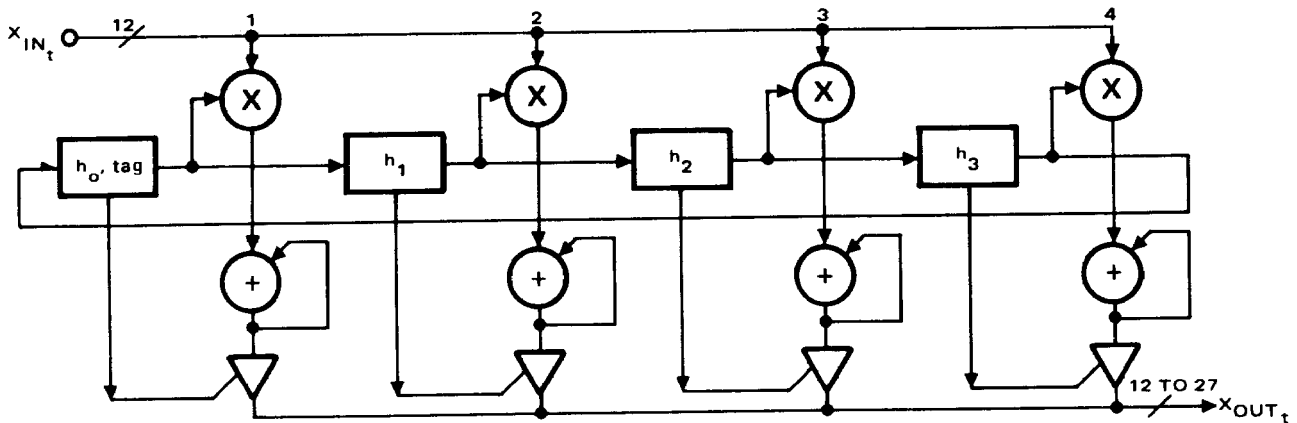 X IN t 12 1 2 3 4
X X X X
h o, tag h 1 h 2 h 3
+ + + +
12 TO 27
X OUT t